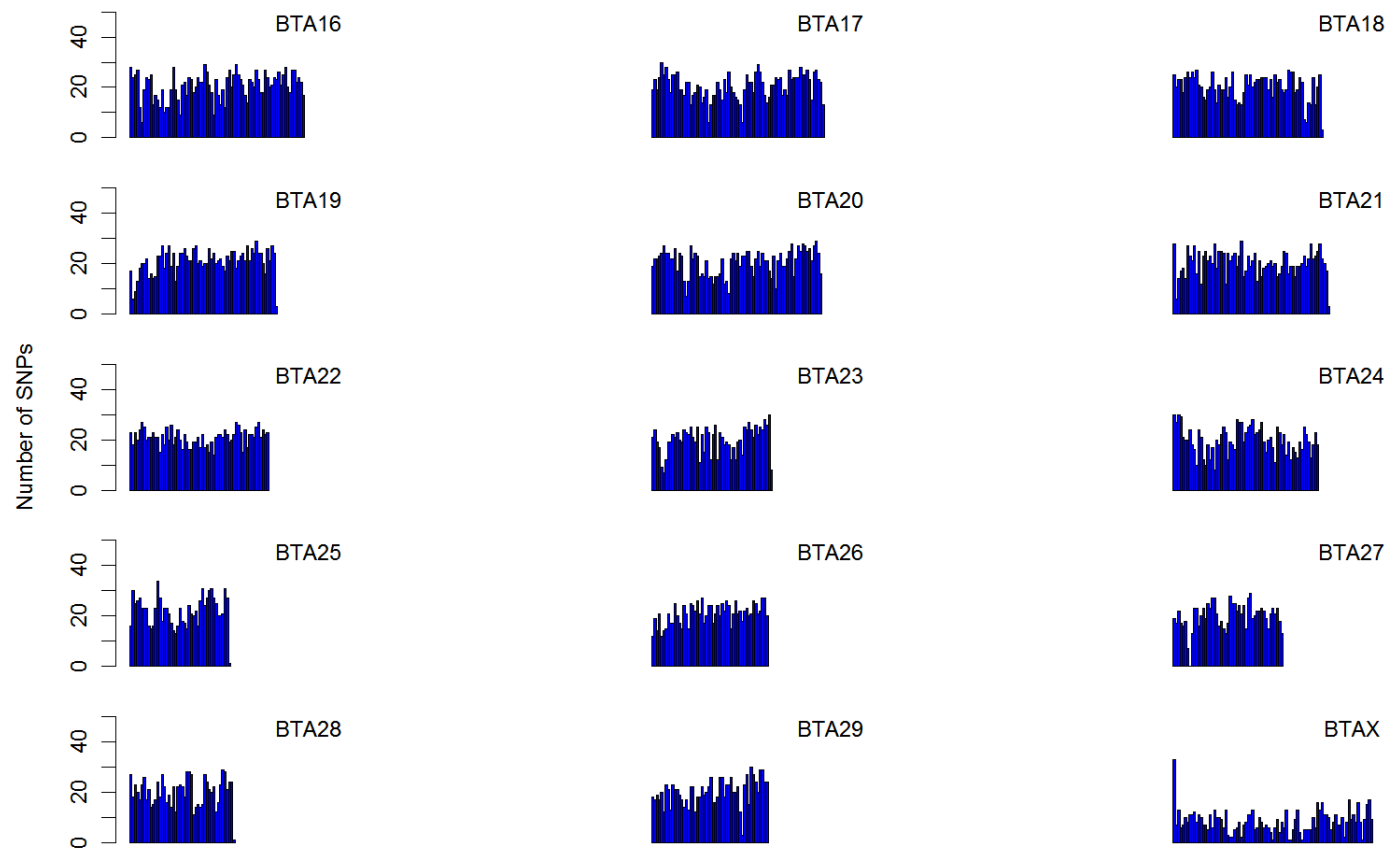 BTA16 BTA17 BTA18
40
20
0
BTA19 BTA20 BTA21
40
20
0
Number of SNPs
BTA22 BTA23 BTA24
40
20
0
BTA25 BTA26 BTA27
40
20
0
BTA28 BTA29 BTAX
40
20
0